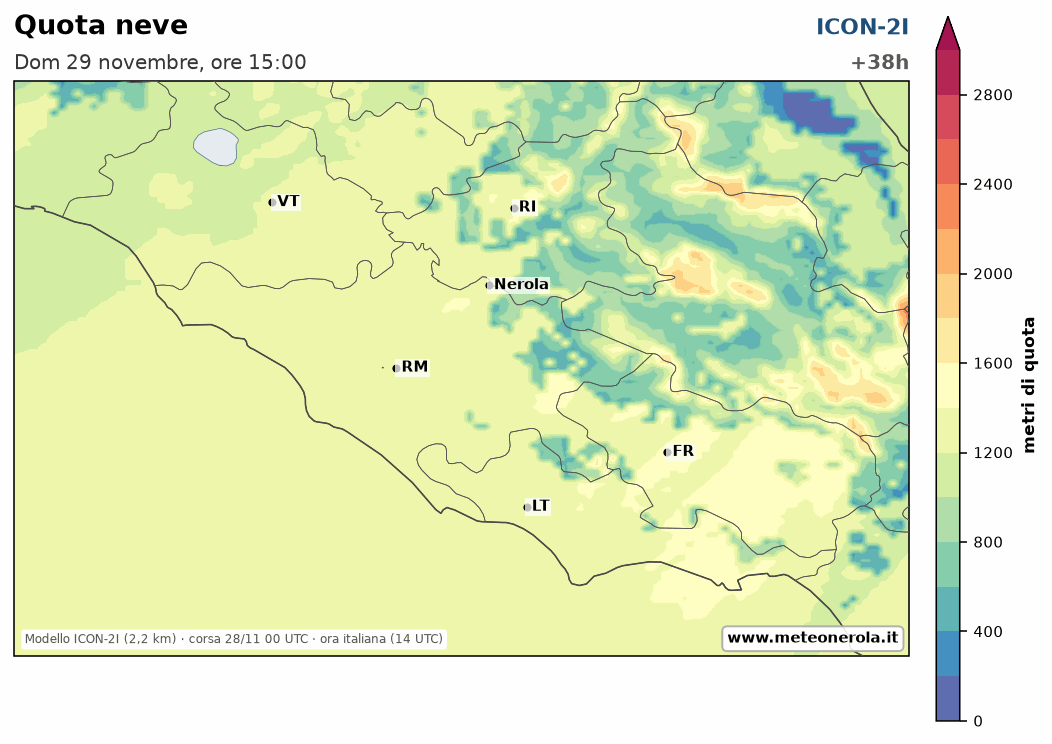 Quota neve
ICON-2I
Dom 29 novembre, ore 15:00
+38h
2800
2400
2000
1600
1200
800
400
0
metri di quota
VT
RI
Nerola
RM
FR
LT
Modello ICON-2I (2,2 km) · corsa 28/11 00 UTC · ora italiana (14 UTC)
www.meteonerola.it